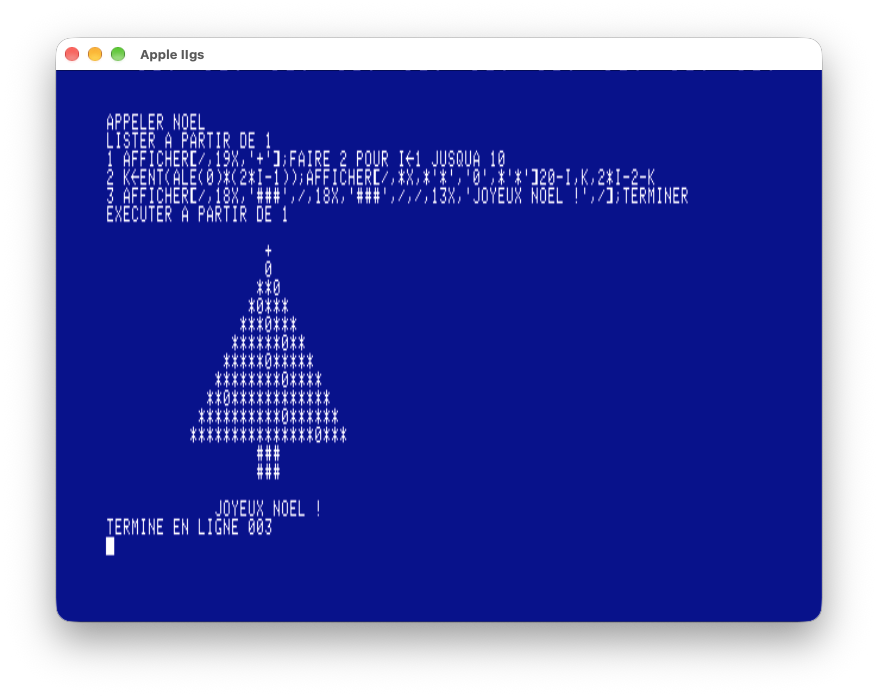 Apple IIgs
APPELER NOEL
LISTER A PARTIR DE 1
1 AFFICHER[/,19X,'+'];FAIRE 2 POUR I←1 JUSQUA 10
2 K←ENT(ALE(0)*(2*I-1));AFFICHER[/,*X,*'*','0',*'*']20-I,K,2*I-2-K
3 AFFICHER[/,18X,'###',/,18X,'###',/,/,13X,'JOYEUX NOEL !',/];TERMINER
EXECUTER A PARTIR DE 1
+
0
**0
*0***
***0***
******0**
*****0*****
********0****
**0************
**********0******
***************0***
###
###
JOYEUX NOEL !
TERMINE EN LIGNE 003